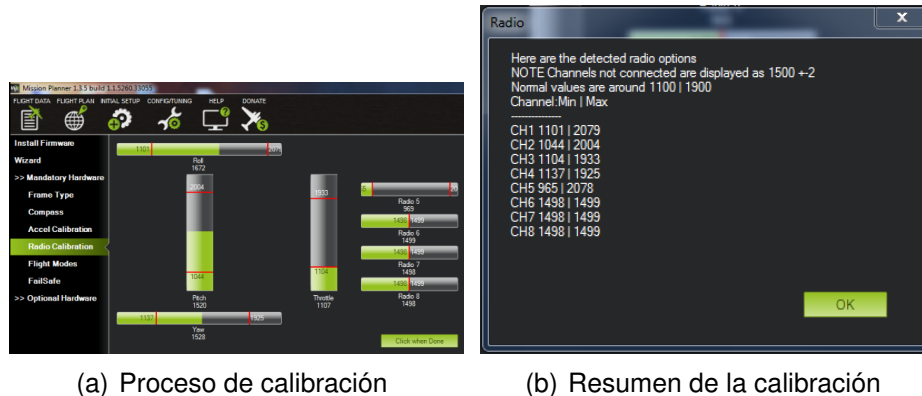 Mission Planner 1.3.5 build 1.1.5260.33055
FLIGHT DATA FLIGHT PLAN INITIAL SETUP CONFIG/TUNING HELP DONATE
Install Firmware
Wizard
>> Mandatory Hardware
Frame Type
Compass
Accel Calibration
Radio Calibration
Flight Modes
FailSafe
>> Optional Hardware
1101 2079
Roll
1672
2004
1044
Pitch
1520
1933
1104
Throttle
1107
Radio 5
969
1498 1499
Radio 6
1499
1498 1499
Radio 7
1498
1498 1499
Radio 8
1498
1137 1925
Yaw
1528
Click when Done
Radio
x
Here are the detected radio options
NOTE Channels not connected are displayed as 1500 +-2
Normal values are around 1100 | 1900
Channel:Min | Max
---------------
CH1 1101 | 2079
CH2 1044 | 2004
CH3 1104 | 1933
CH4 1137 | 1925
CH5 965 | 2078
CH6 1498 | 1499
CH7 1498 | 1499
CH8 1498 | 1499
OK
(a) Proceso de calibración
(b) Resumen de la calibración